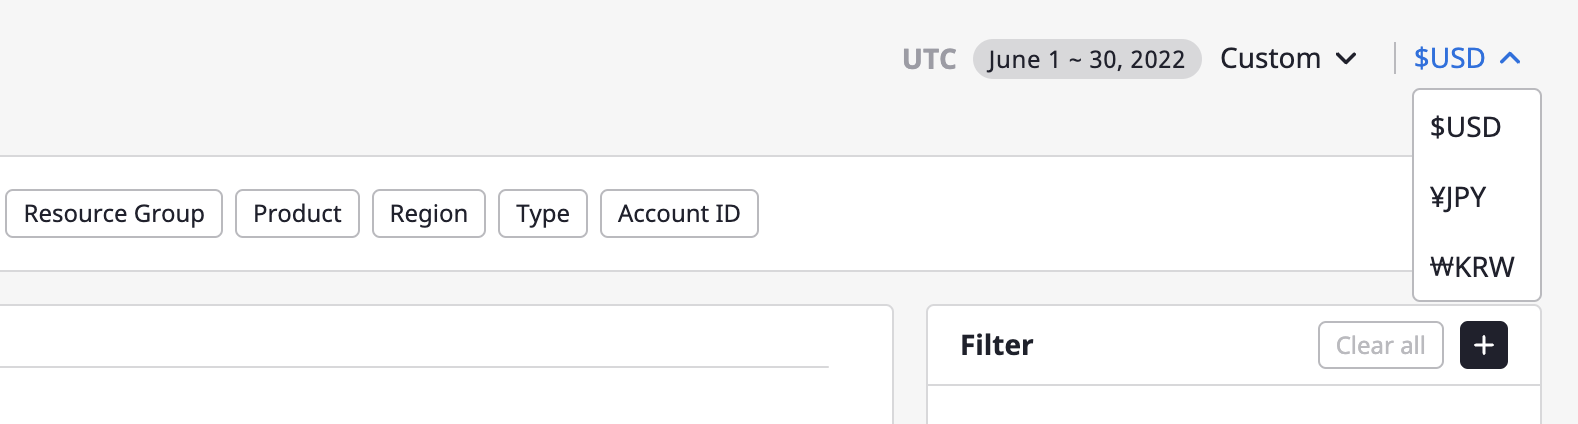 UTC June 1 ~ 30, 2022 Custom $USD
$USD
¥JPY
₩KRW
Resource Group Product Region Type Account ID
Filter Clear all +